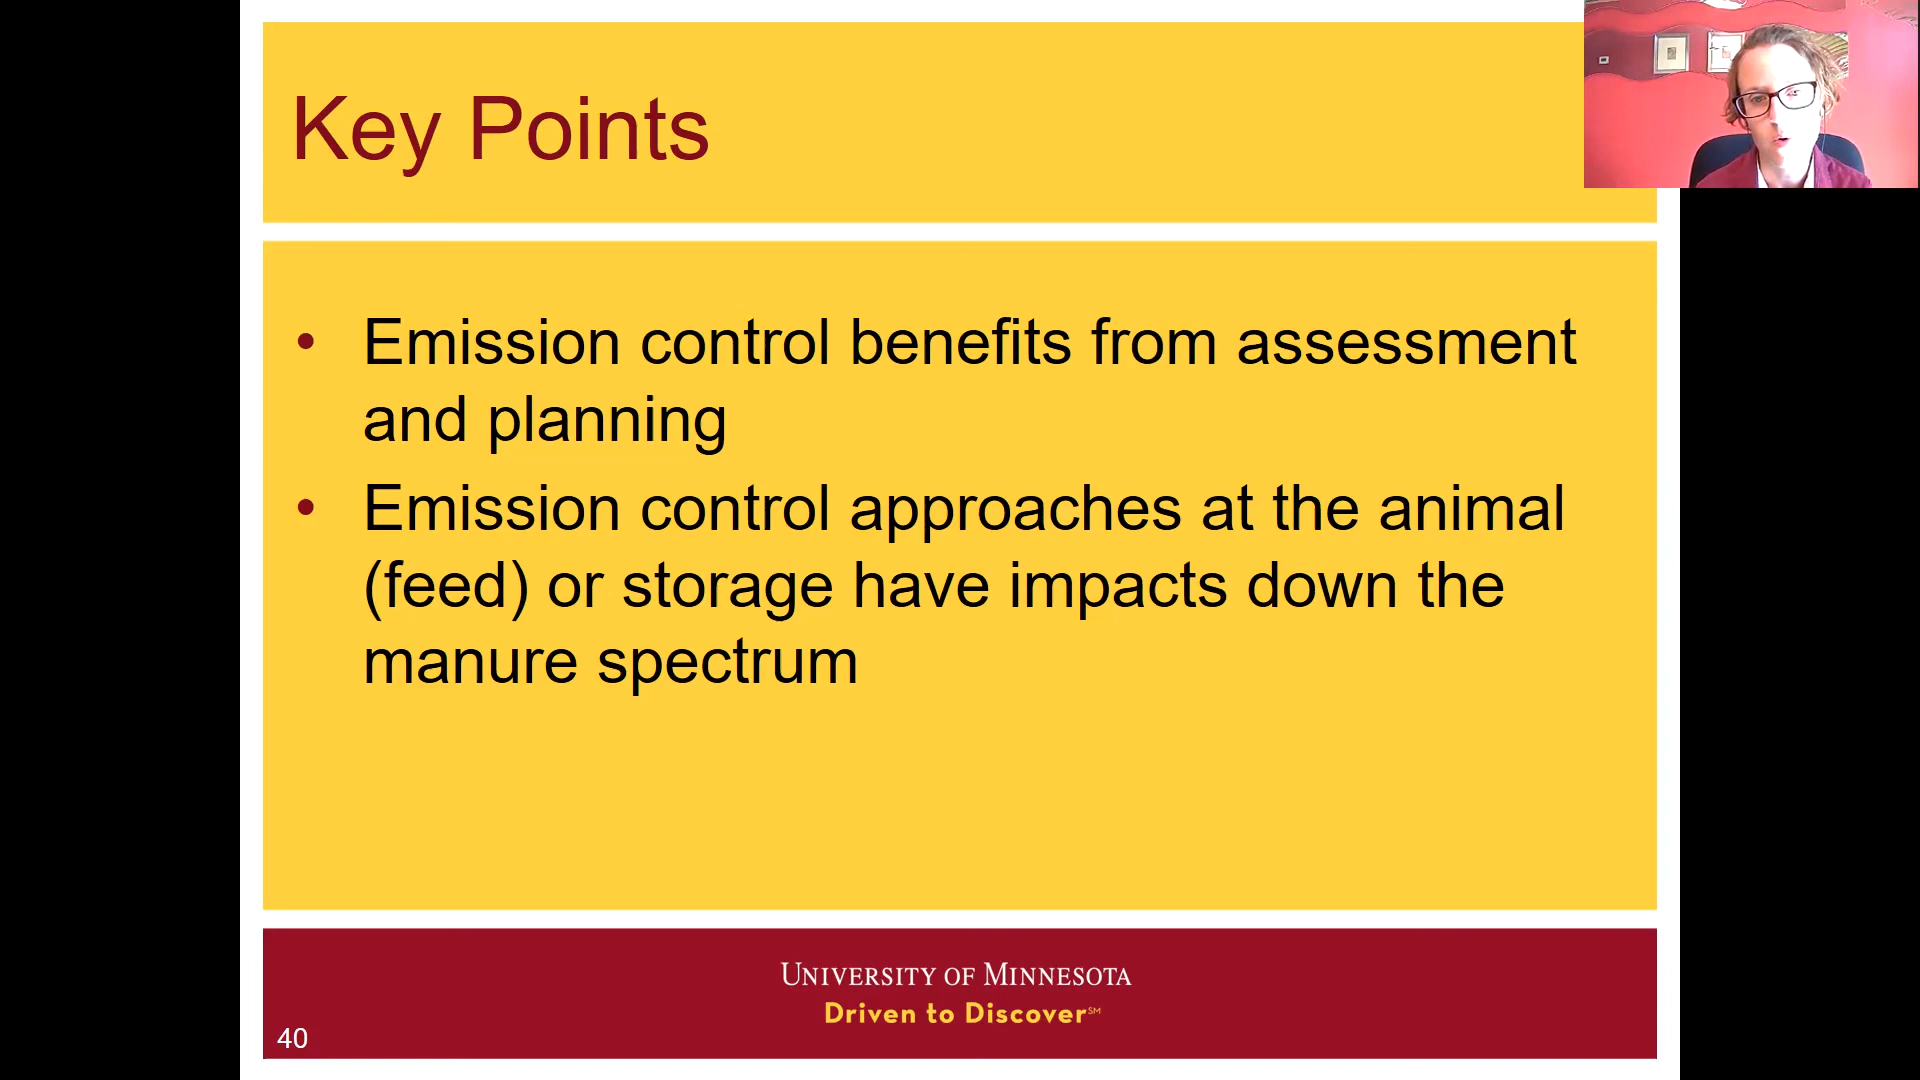 Key Points
• Emission control benefits from assessment
and planning
• Emission control approaches at the animal
(feed) or storage have impacts down the
manure spectrum
UNIVERSITY OF MINNESOTA
Driven to Discover℠
40